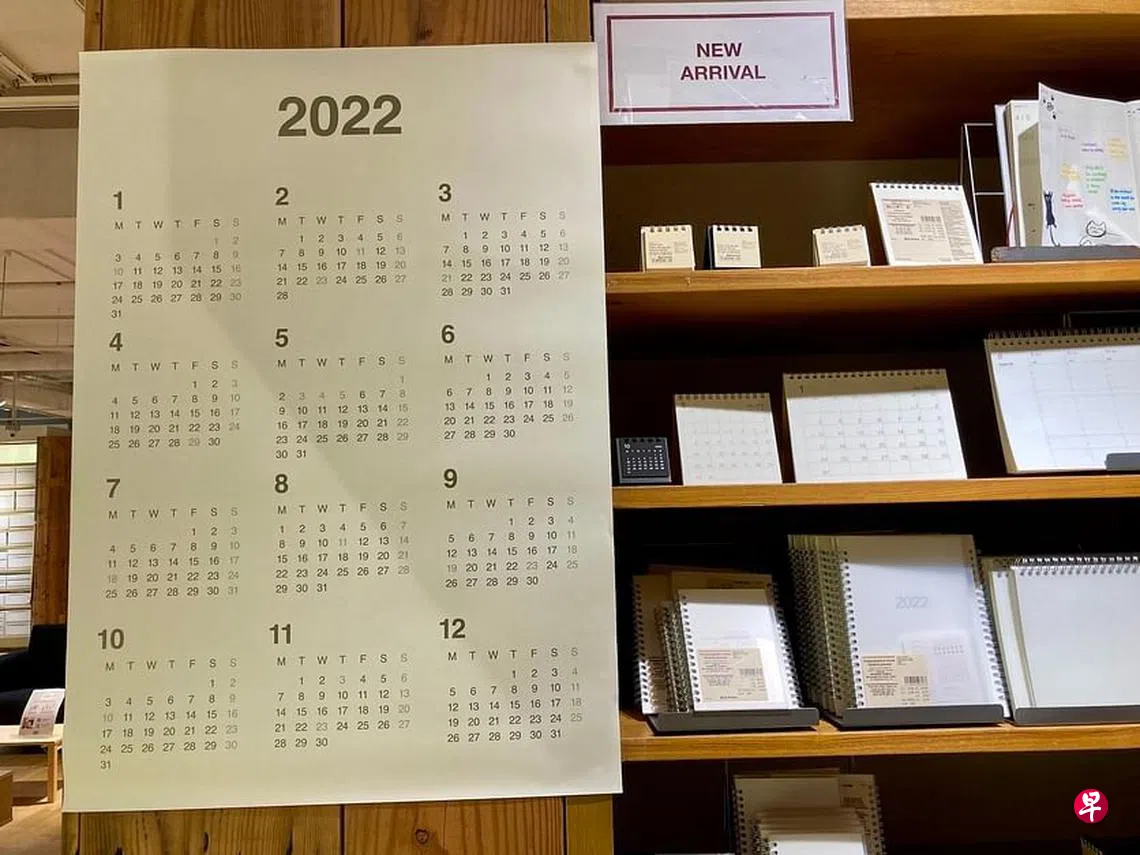 2022
1
M T W T F S S
1 2
3 4 5 6 7 8 9
10 11 12 13 14 15 16
17 18 19 20 21 22 23
24 25 26 27 28 29 30
31
2
M T W T F S S
1 2 3 4 5 6
7 8 9 10 11 12 13
14 15 16 17 18 19 20
21 22 23 24 25 26 27
28
3
M T W T F S S
1 2 3 4 5 6
7 8 9 10 11 12 13
14 15 16 17 18 19 20
21 22 23 24 25 26 27
28 29 30 31
4
M T W T F S S
1 2 3
4 5 6 7 8 9 10
11 12 13 14 15 16 17
18 19 20 21 22 23 24
25 26 27 28 29 30
5
M T W T F S S
1
2 3 4 5 6 7 8
9 10 11 12 13 14 15
16 17 18 19 20 21 22
23 24 25 26 27 28 29
30 31
6
M T W T F S S
1 2 3 4 5
6 7 8 9 10 11 12
13 14 15 16 17 18 19
20 21 22 23 24 25 26
27 28 29 30
7
M T W T F S S
1 2 3
4 5 6 7 8 9 10
11 12 13 14 15 16 17
18 19 20 21 22 23 24
25 26 27 28 29 30 31
8
M T W T F S S
1 2 3 4 5 6 7
8 9 10 11 12 13 14
15 16 17 18 19 20 21
22 23 24 25 26 27 28
29 30 31
9
M T W T F S S
1 2 3 4
5 6 7 8 9 10 11
12 13 14 15 16 17 18
19 20 21 22 23 24 25
26 27 28 29 30
10
M T W T F S S
1 2
3 4 5 6 7 8 9
10 11 12 13 14 15 16
17 18 19 20 21 22 23
24 25 26 27 28 29 30
31
11
M T W T F S S
1 2 3 4 5 6
7 8 9 10 11 12 13
14 15 16 17 18 19 20
21 22 23 24 25 26 27
28 29 30
12
M T W T F S S
1 2 3 4
5 6 7 8 9 10 11
12 13 14 15 16 17 18
19 20 21 22 23 24 25
26 27 28 29 30 31
NEW
ARRIVAL
2022
早